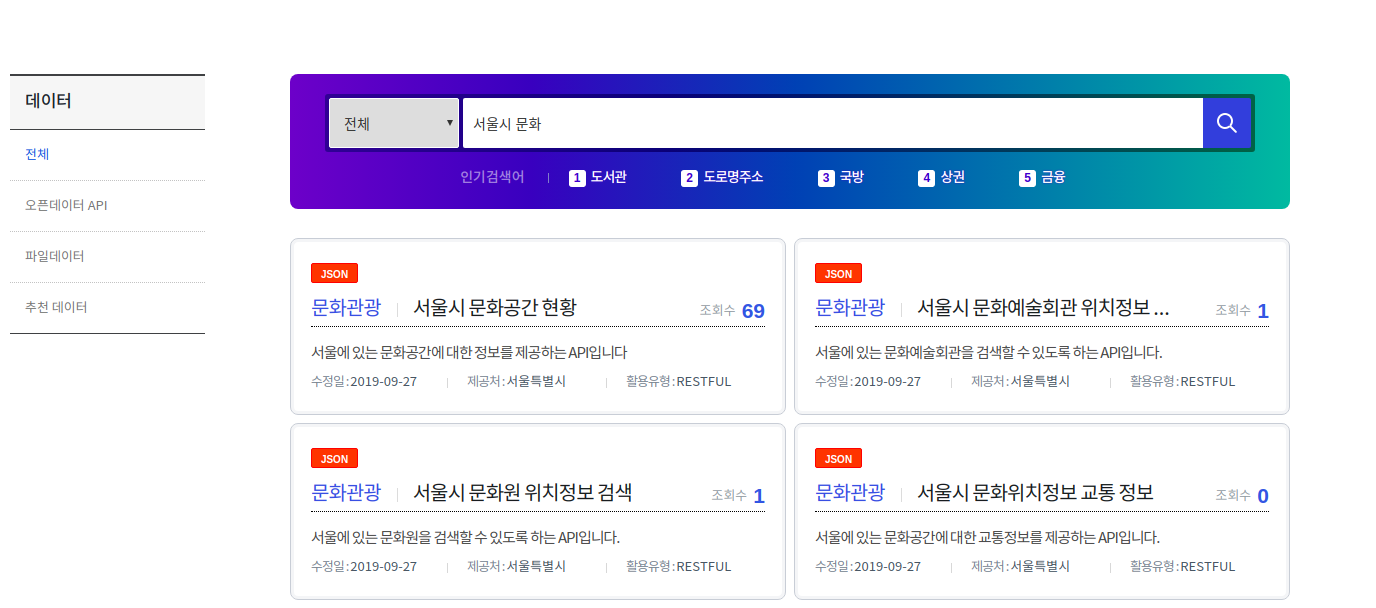 데이터
전체
오픈데이터 API
파일데이터
추천 데이터
전체 서울시 문화
인기검색어 1 도서관 2 도로명주소 3 국방 4 상권 5 금융
JSON
문화관광 서울시 문화공간 현황 조회수 69
서울에 있는 문화공간에 대한 정보를 제공하는 API입니다
수정일 : 2019-09-27 제공처 : 서울특별시 활용유형 : RESTFUL
JSON
문화관광 서울시 문화예술회관 위치정보 ... 조회수 1
서울에 있는 문화예술회관을 검색할 수 있도록 하는 API입니다.
수정일 : 2019-09-27 제공처 : 서울특별시 활용유형 : RESTFUL
JSON
문화관광 서울시 문화원 위치정보 검색 조회수 1
서울에 있는 문화원을 검색할 수 있도록 하는 API입니다.
수정일 : 2019-09-27 제공처 : 서울특별시 활용유형 : RESTFUL
JSON
문화관광 서울시 문화위치정보 교통 정보 조회수 0
서울에 있는 문화공간에 대한 교통정보를 제공하는 API입니다.
수정일 : 2019-09-27 제공처 : 서울특별시 활용유형 : RESTFUL